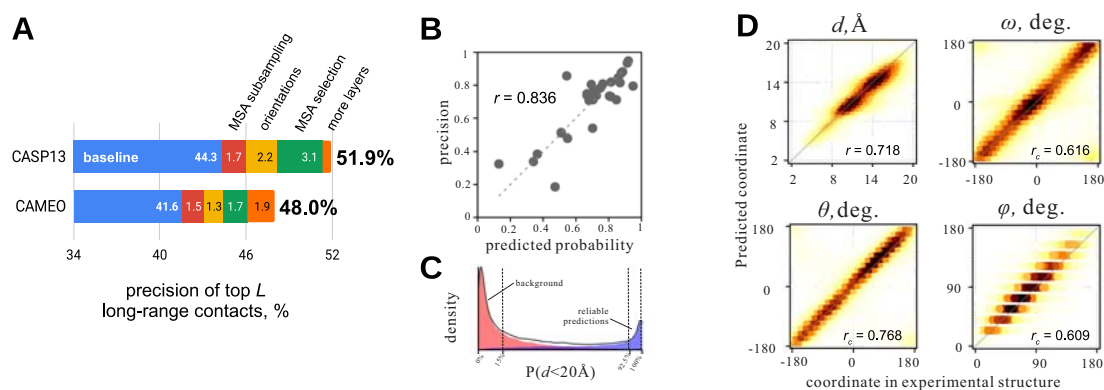 A
MSA subsampling
orientations
MSA selection
more layers
CASP13
baseline
44.3
1.7
2.2
3.1
51.9%
CAMEO
41.6
1.5
1.3
1.7
1.9
48.0%
34
40
46
52
precision of top L
long-range contacts, %
B
1
0.8
0.6
0.4
0.2
0
r = 0.836
precision
0
0.2
0.4
0.6
0.8
1
predicted probability
C
background
reliable
predictions
density
0%
15%
92.5%
100%
P(d<20Å)
D
d,Å
20
14
8
2
r = 0.718
2
8
14
20
ω, deg.
180
0
-180
rc = 0.616
-180
0
180
Predicted coordinate
θ,deg.
180
0
-180
rc = 0.768
-180
0
180
φ, deg.
180
90
0
rc = 0.609
0
90
180
coordinate in experimental structure